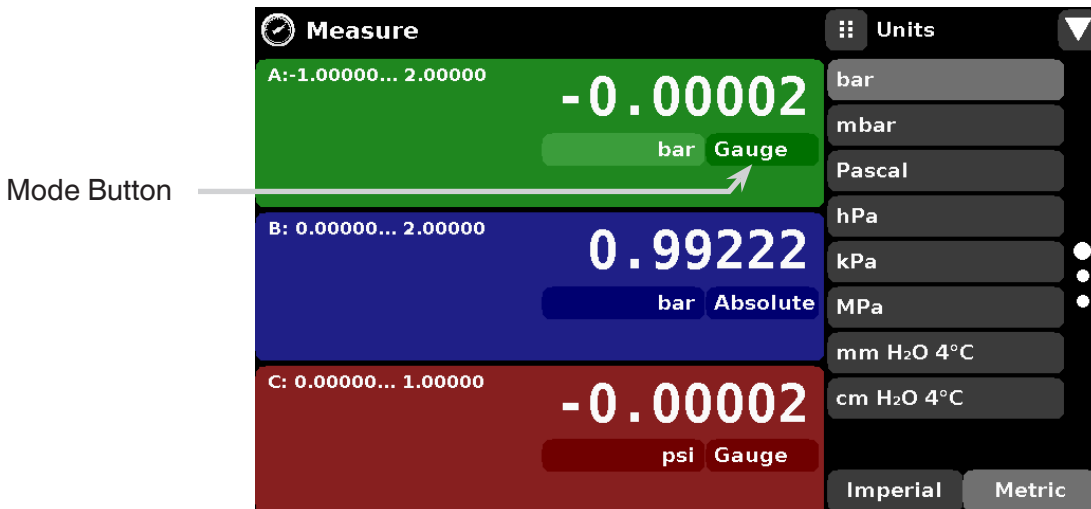 Measure
A:-1.00000... 2.00000
-0.00002
bar Gauge
Mode Button
B: 0.00000... 2.00000
0.99222
bar Absolute
C: 0.00000... 1.00000
-0.00002
psi Gauge
Units
bar
mbar
Pascal
hPa
kPa
MPa
mm H₂O 4°C
cm H₂O 4°C
Imperial Metric